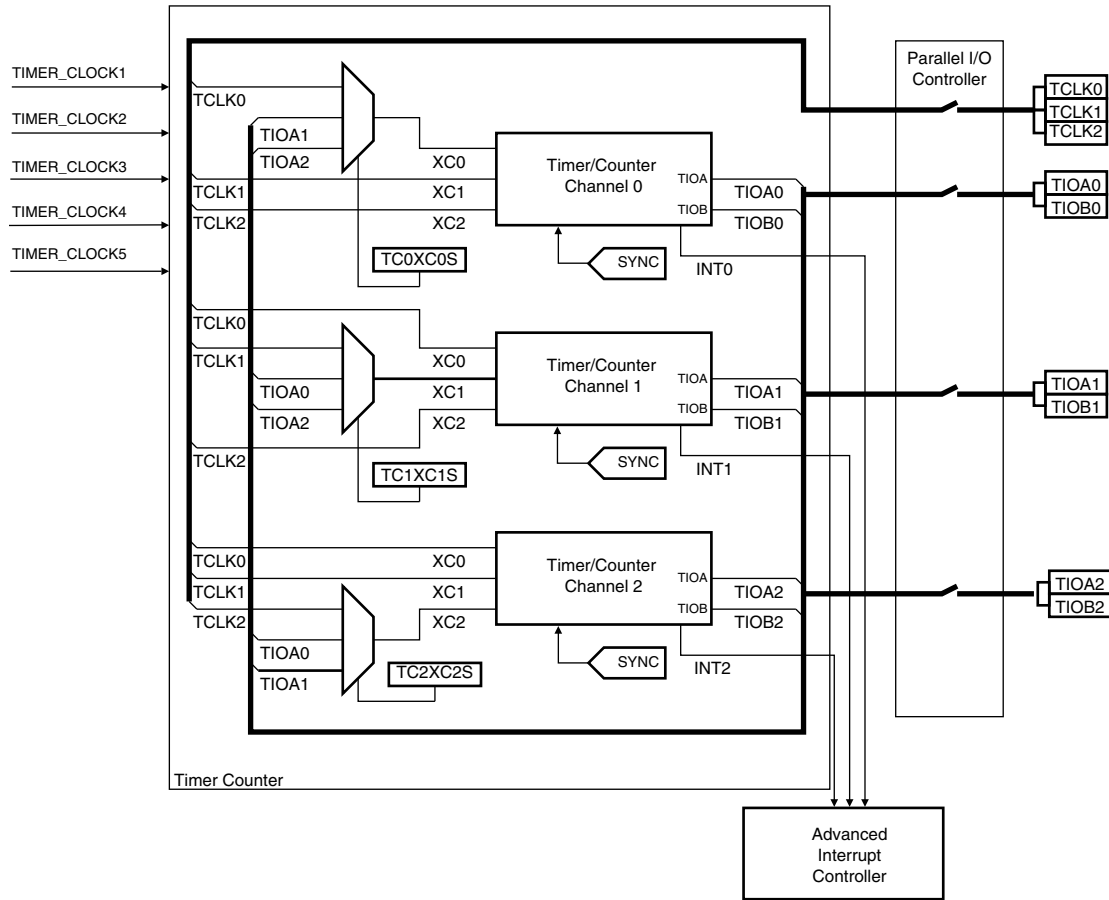 TIMER_CLOCK1
TIMER_CLOCK2
TIMER_CLOCK3
TIMER_CLOCK4
TIMER_CLOCK5
TCLK0
TIOA1
TIOA2
TCLK1
TCLK2
XC0
XC1
XC2
TC0XC0S
Timer/Counter
Channel 0
TIOA
TIOB
TIOA0
TIOB0
SYNC
INT0
TCLK0
TCLK1
TIOA0
TIOA2
TCLK2
XC0
XC1
XC2
TC1XC1S
Timer/Counter
Channel 1
TIOA
TIOB
TIOA1
TIOB1
SYNC
INT1
TCLK0
TCLK1
TCLK2
TIOA0
TIOA1
XC0
XC1
XC2
TC2XC2S
Timer/Counter
Channel 2
TIOA
TIOB
TIOA2
TIOB2
SYNC
INT2
Timer Counter
Parallel I/O
Controller
TCLK0
TCLK1
TCLK2
TIOA0
TIOB0
TIOA1
TIOB1
TIOA2
TIOB2
Advanced
Interrupt
Controller